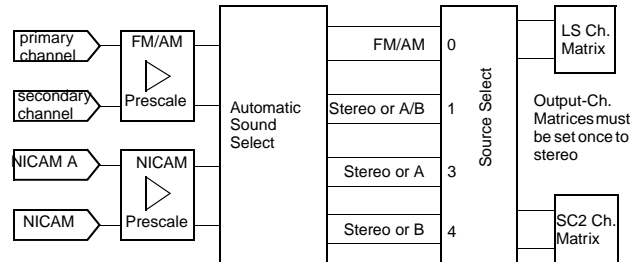 primary
channel
FM/AM
Prescale
secondary
channel
NICAM A
NICAM
Prescale
NICAM
Automatic
Sound
Select
FM/AM
0
Stereo or A/B
1
Stereo or A
3
Stereo or B
4
Source Select
LS Ch.
Matrix
Output-Ch.
Matrices must
be set once to
stereo
SC2 Ch.
Matrix